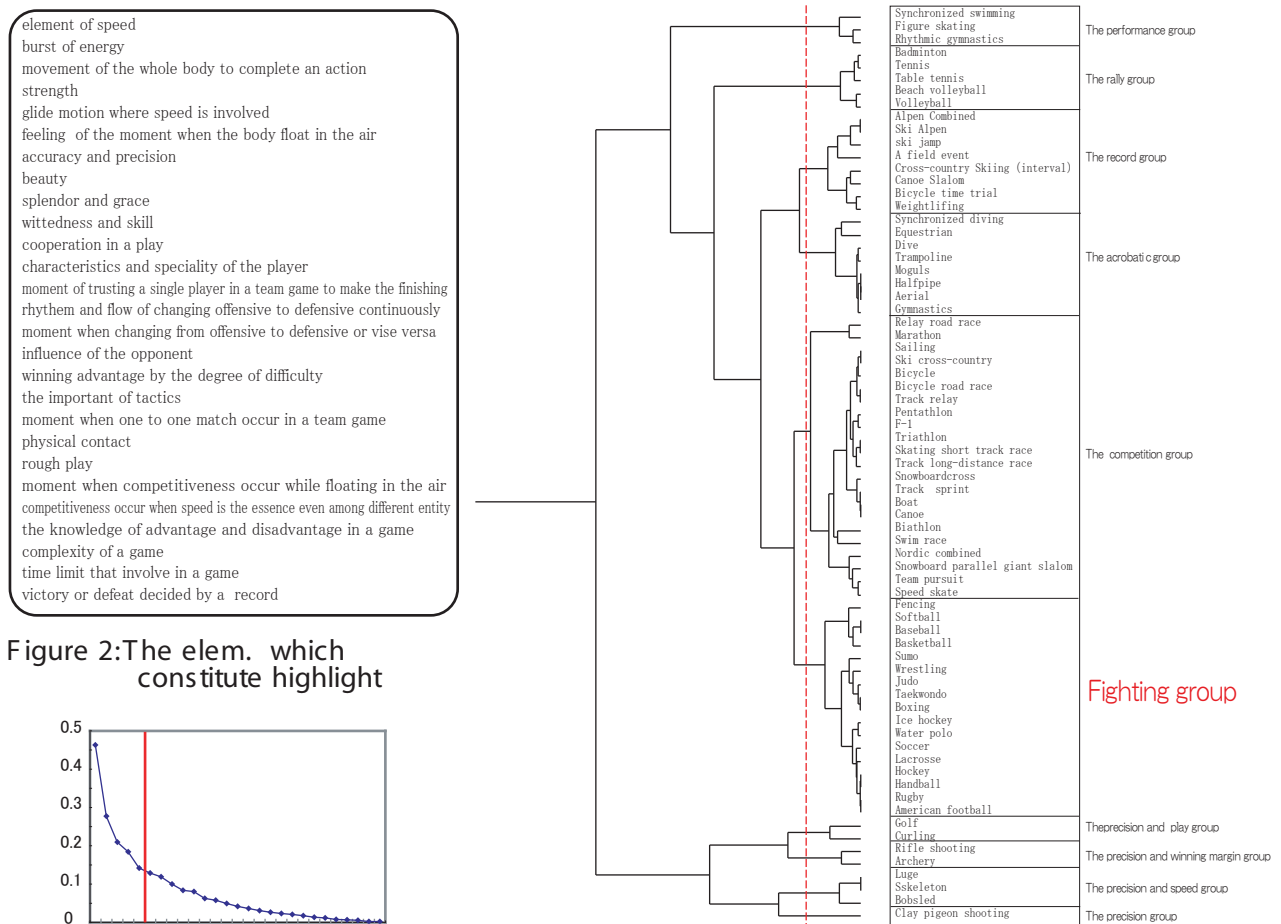 element of speed
burst of energy
movement of the whole body to complete an action
strength
glide motion where speed is involved
feeling of the moment when the body float in the air
accuracy and precision
beauty
splendor and grace
wittedness and skill
cooperation in a play
characteristics and speciality of the player
moment of trusting a single player in a team game to make the finishing
rhythem and flow of changing offensive to defensive continuously
moment when changing from offensive to defensive or vise versa
influence of the opponent
winning advantage by the degree of difficulty
the important of tactics
moment when one to one match occur in a team game
physical contact
rough play
moment when competitiveness occur while floating in the air
competitiveness occur when speed is the essence even among different entity
the knowledge of advantage and disadvantage in a game
complexity of a game
time limit that involve in a game
victory or defeat decided by a record
Figure 2:The elem. which
constitute highlight
0.5
0.4
0.3
0.2
0.1
0
Synchronized swimming
Figure skating
Rhythmic gymnastics
The performance group
Badminton
Tennis
Table tennis
Beach volleyball
Volleyball
The rally group
Alpen Combined
Ski Alpen
ski jamp
A field event
Cross-country Skiing (interval)
Canoe Slalom
Bicycle time trial
Weightlifing
The record group
Synchronized diving
Equestrian
Dive
Trampoline
Moguls
Halfpipe
Aerial
Gymnastics
The acrobatic group
Relay road race
Marathon
Sailing
Ski cross-country
Bicycle
Bicycle road race
Track relay
Pentathlon
F-1
Triathlon
Skating short track race
Track long-distance race
Snowboardcross
Track sprint
Boat
Canoe
Biathlon
Swim race
Nordic combined
Snowboard parallel giant slalom
Team pursuit
Speed skate
The competition group
Fencing
Softball
Baseball
Basketball
Sumo
Wrestling
Judo
Taekwondo
Boxing
Ice hockey
Water polo
Soccer
Lacrosse
Hockey
Handball
Rugby
American football
Fighting group
Golf
Curling
Theprecision and play group
Rifle shooting
Archery
The precision and winning margin group
Luge
Sskeleton
Bobsled
The precision and speed group
Clay pigeon shooting
The precision group